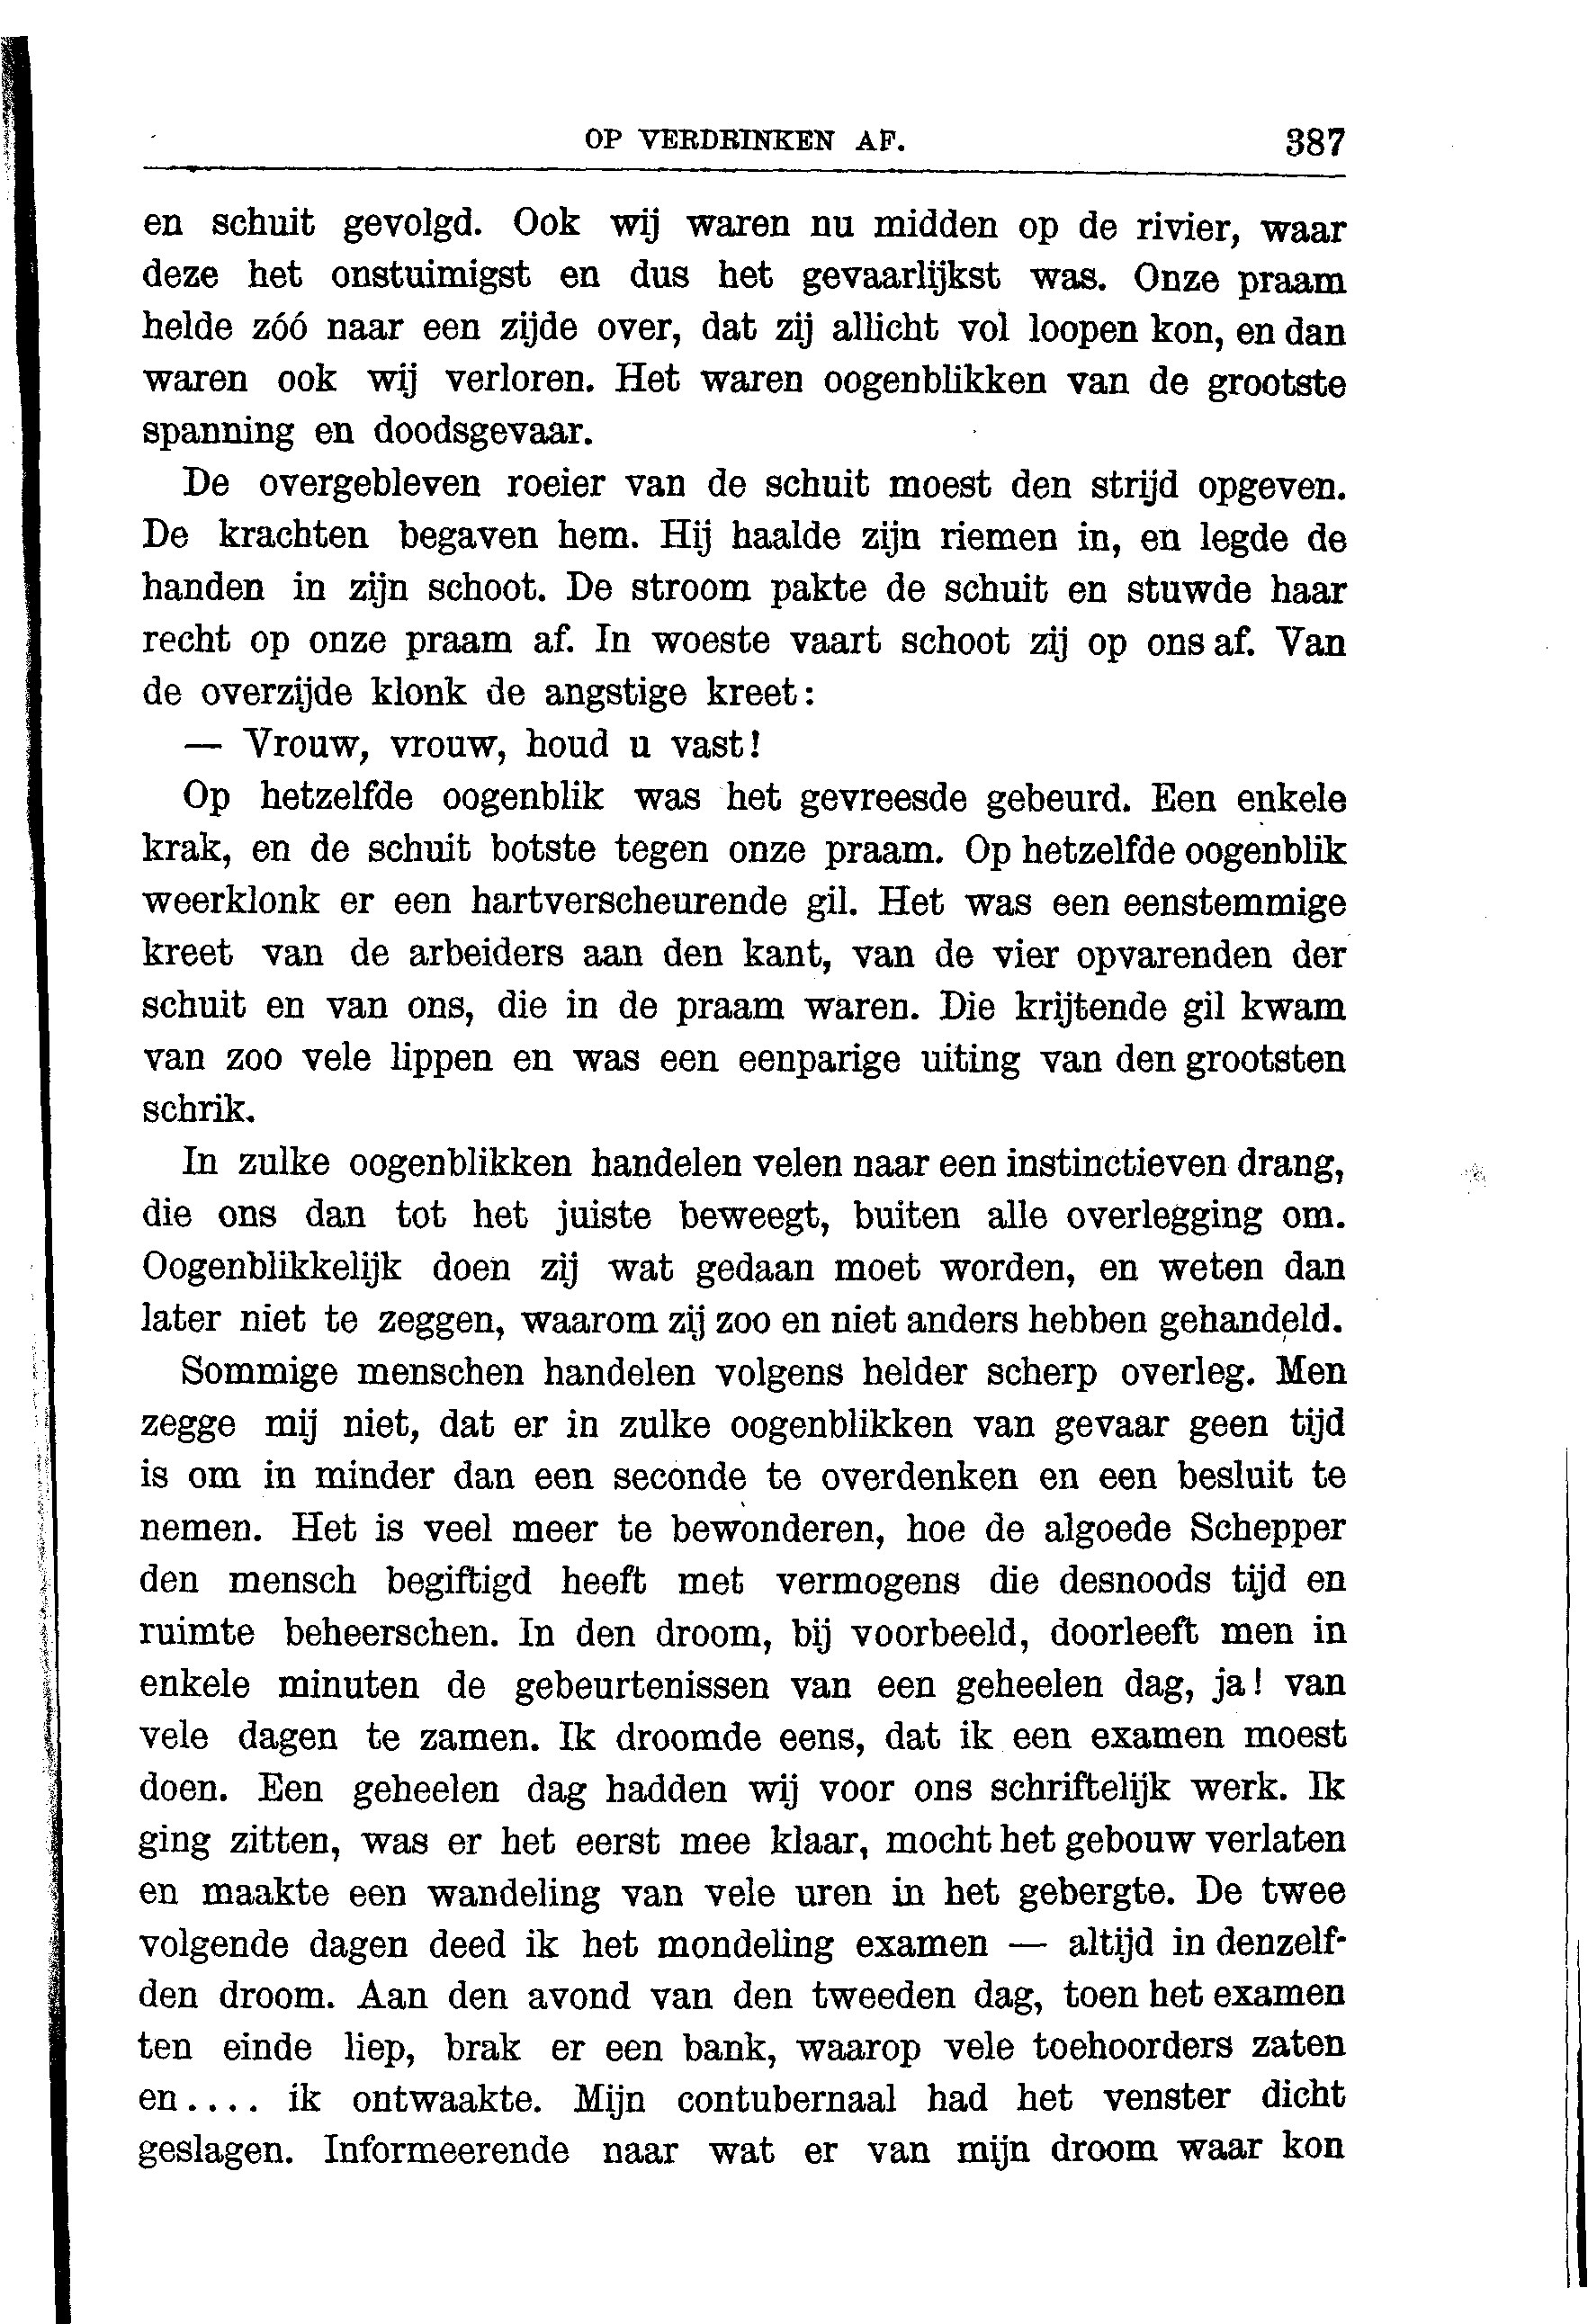 OP VERDRINKEN AF. 387
en schuit gevolgd. Ook wij waren nu midden op de rivier, waar
deze het onstuimigst en dus het gevaarlijkst was. Onze praam
helde zóó naar een zijde over, dat zij allicht vol loopen kon, en dan
waren ook wij verloren. Het waren oogenblikken van de grootste
spanning en doodsgevaar.
De overgebleven roeier van de schuit moest den strijd opgeven.
De krachten begaven hem. Hij haalde zijn riemen in, en legde de
handen in zijn schoot. De stroom pakte de schuit en stuwde haar
recht op onze praam af. In woeste vaart schoot zij op ons af. Van
de overzijde klonk de angstige kreet:
— Vrouw, vrouw, houd u vast!
Op hetzelfde oogenblik was het gevreesde gebeurd. Een enkele
krak, en de schuit botste tegen onze praam. Op hetzelfde oogenblik
weerklonk er een hartverscheurende gil. Het was een eenstemmige
kreet van de arbeiders aan den kant, van de vier opvarenden der
schuit en van ons, die in de praam waren. Die krijtende gil kwam
van zoo vele lippen en was een eenparige uiting van den grootsten
schrik.
In zulke oogenblikken handelen velen naar een instinctieven drang,
die ons dan tot het juiste beweegt, buiten alle overlegging om.
Oogenblikkelijk doen zij wat gedaan moet worden, en weten dan
later niet te zeggen, waarom zij zoo en niet anders hebben gehandeld.
Sommige menschen handelen volgens helder scherp overleg. Men
zegge mij niet, dat er in zulke oogenblikken van gevaar geen tijd
is om in minder dan een seconde te overdenken en een besluit te
nemen. Het is veel meer te bewonderen, hoe de algoede Schepper
den mensch begiftigd heeft met vermogens die desnoods tijd en
ruimte beheerschen. In den droom, bij voorbeeld, doorleeft men in
enkele minuten de gebeurtenissen van een geheelen dag, ja! van
vele dagen te zamen. Ik droomde eens, dat ik een examen moest
doen. Een geheelen dag hadden wij voor ons schriftelijk werk. Ik
ging zitten, was er het eerst mee klaar, mocht het gebouw verlaten
en maakte een wandeling van vele uren in het gebergte. De twee
volgende dagen deed ik het mondeling examen — altijd in denzelf-
den droom. Aan den avond van den tweeden dag, toen het examen
ten einde liep, brak er een bank, waarop vele toehoorders zaten
en.... ik ontwaakte. Mijn contubernaal had het venster dicht
geslagen. Informeerende naar wat er van mijn droom waar kon